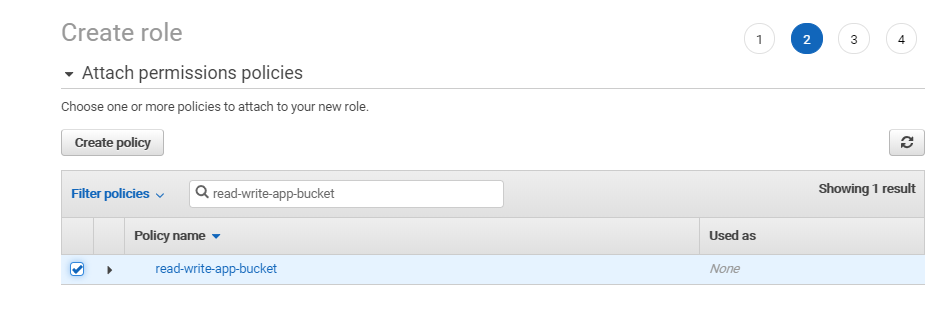 Create role
1 2 3 4
Attach permissions policies
Choose one or more policies to attach to your new role.
Create policy
Filter policies read-write-app-bucket Showing 1 result
Policy name Used as
read-write-app-bucket None